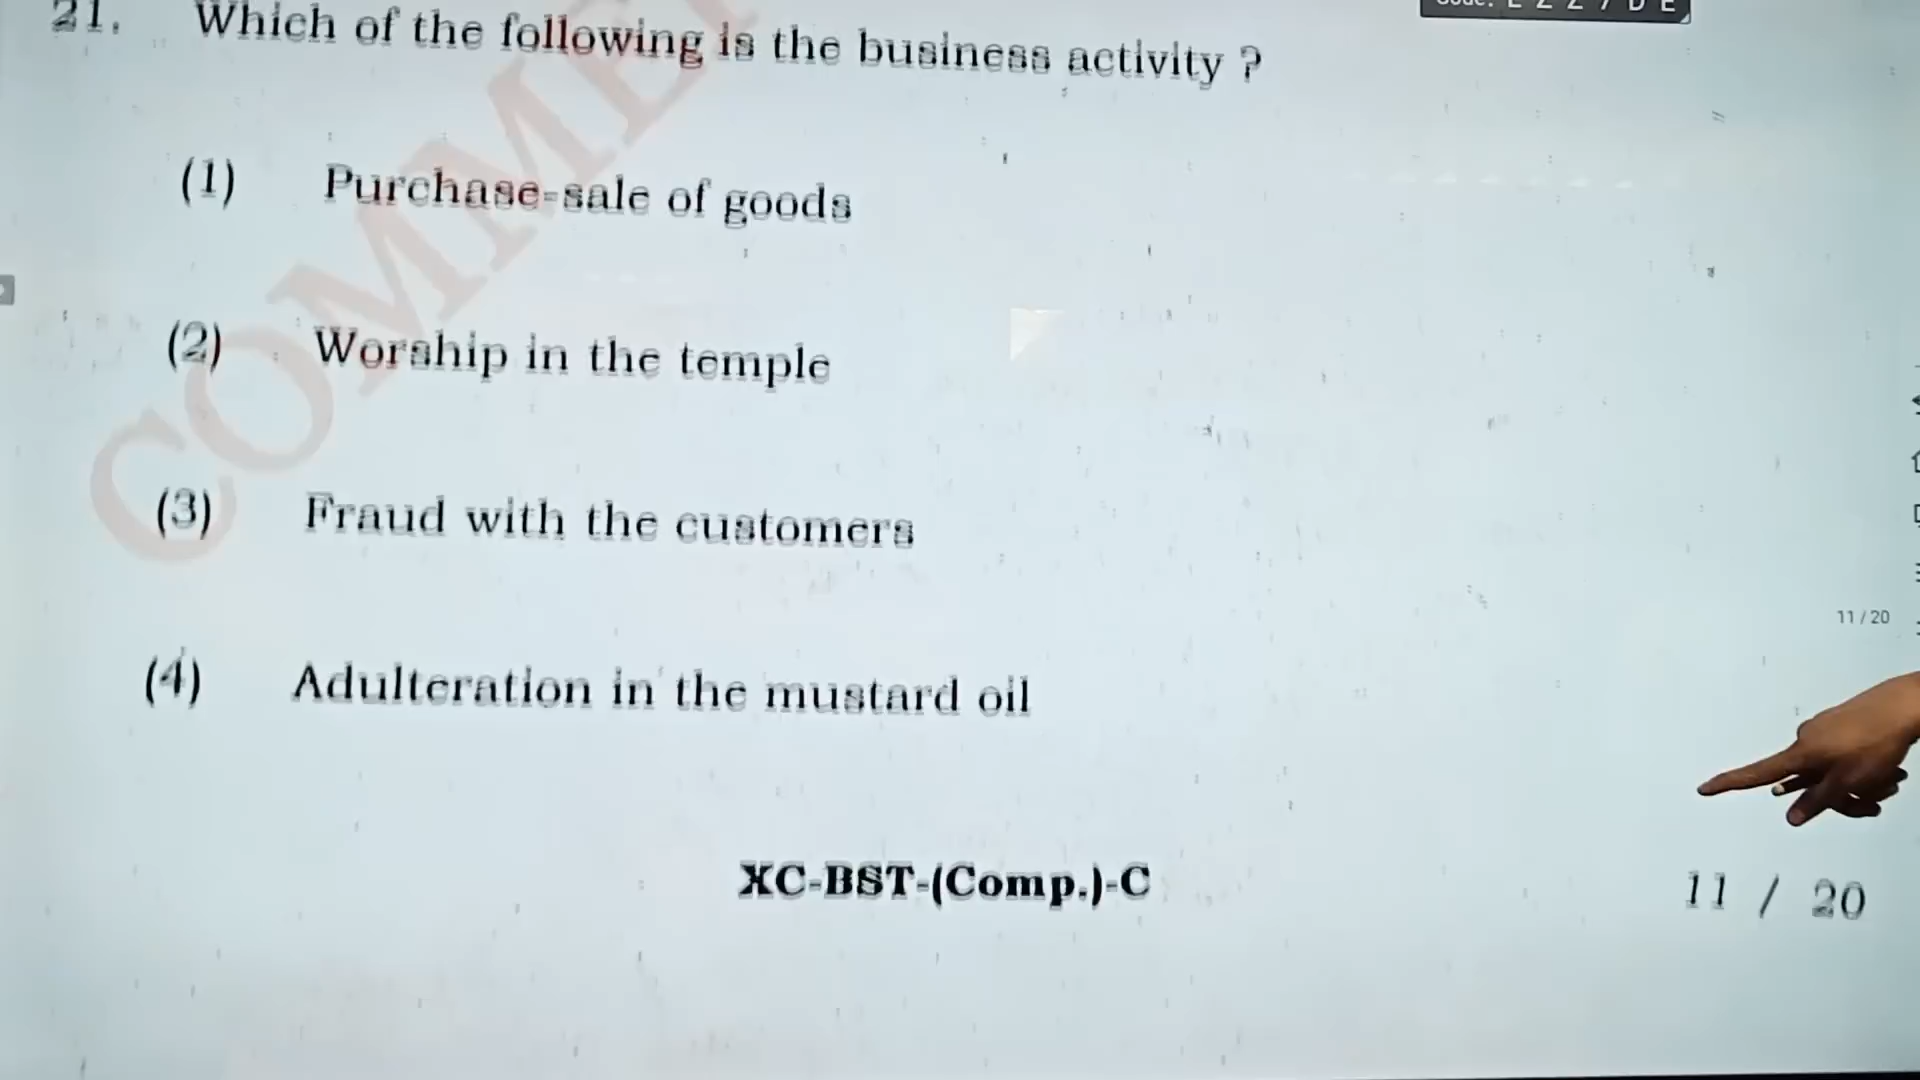 21. Which of the following is the business activity ?
(1) Purchase-sale of goods
(2) Worship in the temple
(3) Fraud with the customers
(4) Adulteration in the mustard oil
11 / 20
XC-BST-(Comp.)-C
11 / 20